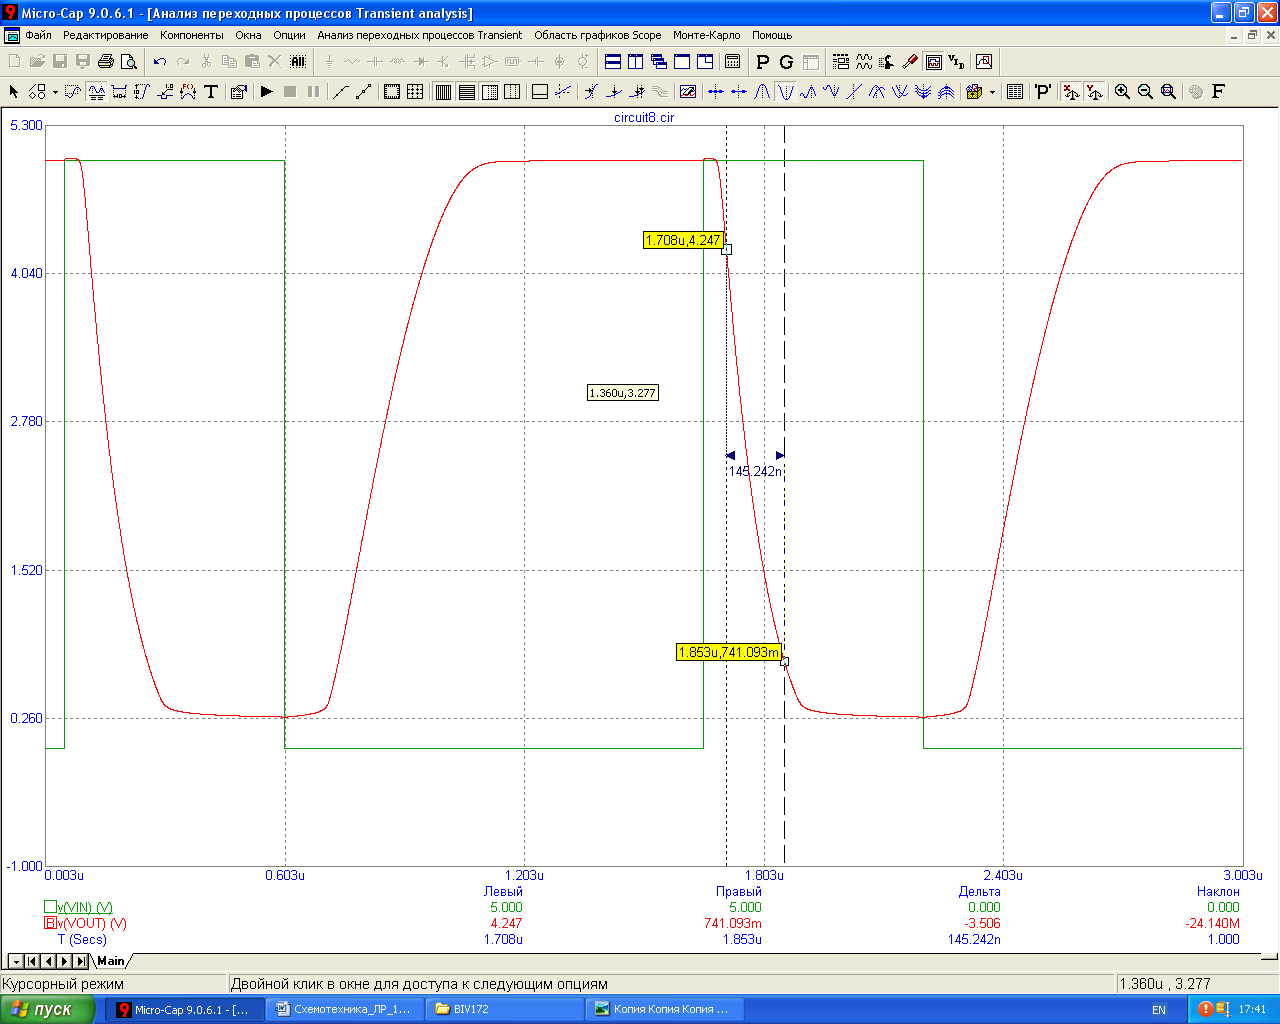 Micro-Cap 9.0.6.1 - [Анализ переходных процессов Transient analysis]
Файл Редактирование Компоненты Окна Опции Анализ переходных процессов Transient Область графиков Scope Монте-Карло Помощь
circuit8.cir
5.300
1.708u,4.247
4.040
1.360u,3.277
2.780
145.242n
1.520
1.853u,741.093m
0.260
-1.000
0.003u 0.603u 1.203u 1.803u 2.403u 3.003u
Левый Правый Дельта Наклон
v(VIN) (V) 5.000 5.000 0.000 0.000
B v(VOUT) (V) 4.247 741.093m -3.506 -24.140M
T (Secs) 1.708u 1.853u 145.242n 1.000
Main
Курсорный режим Двойной клик в окне для доступа к следующим опциям 1.360u , 3.277
пуск Micro-Cap 9.0.6.1 - [... Схемотехника_ЛР_1... BIV172 Копия Копия Копия ... EN 17:41